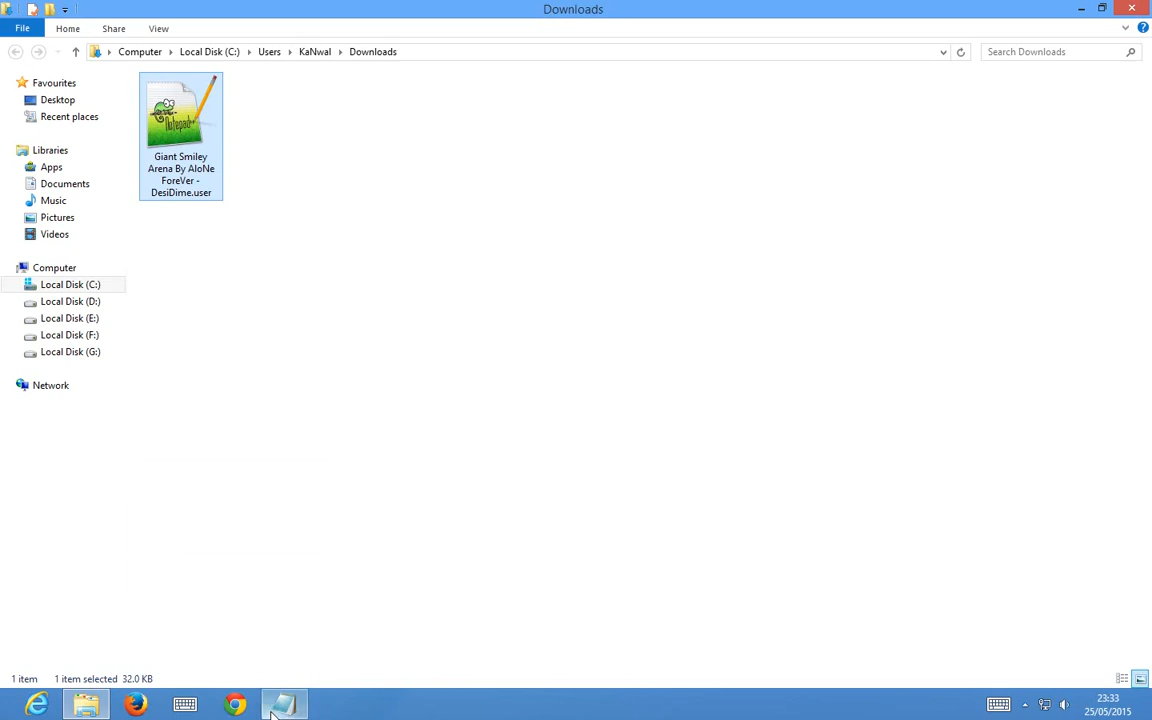 Downloads
File
Home
Share
View
Computer
Local Disk (C:)
Users
KaNwal
Downloads
Search Downloads
Favourites
Desktop
Recent places
Libraries
Apps
Documents
Music
Pictures
Videos
Computer
Local Disk (C:)
Local Disk (D:)
Local Disk (E:)
Local Disk (F:)
Local Disk (G:)
Network
Notepad++
Giant Smiley
Arena By AloNe
ForeVer -
DesiDime.user
1 item
1 item selected 32.0 KB
23:33
25/05/2015